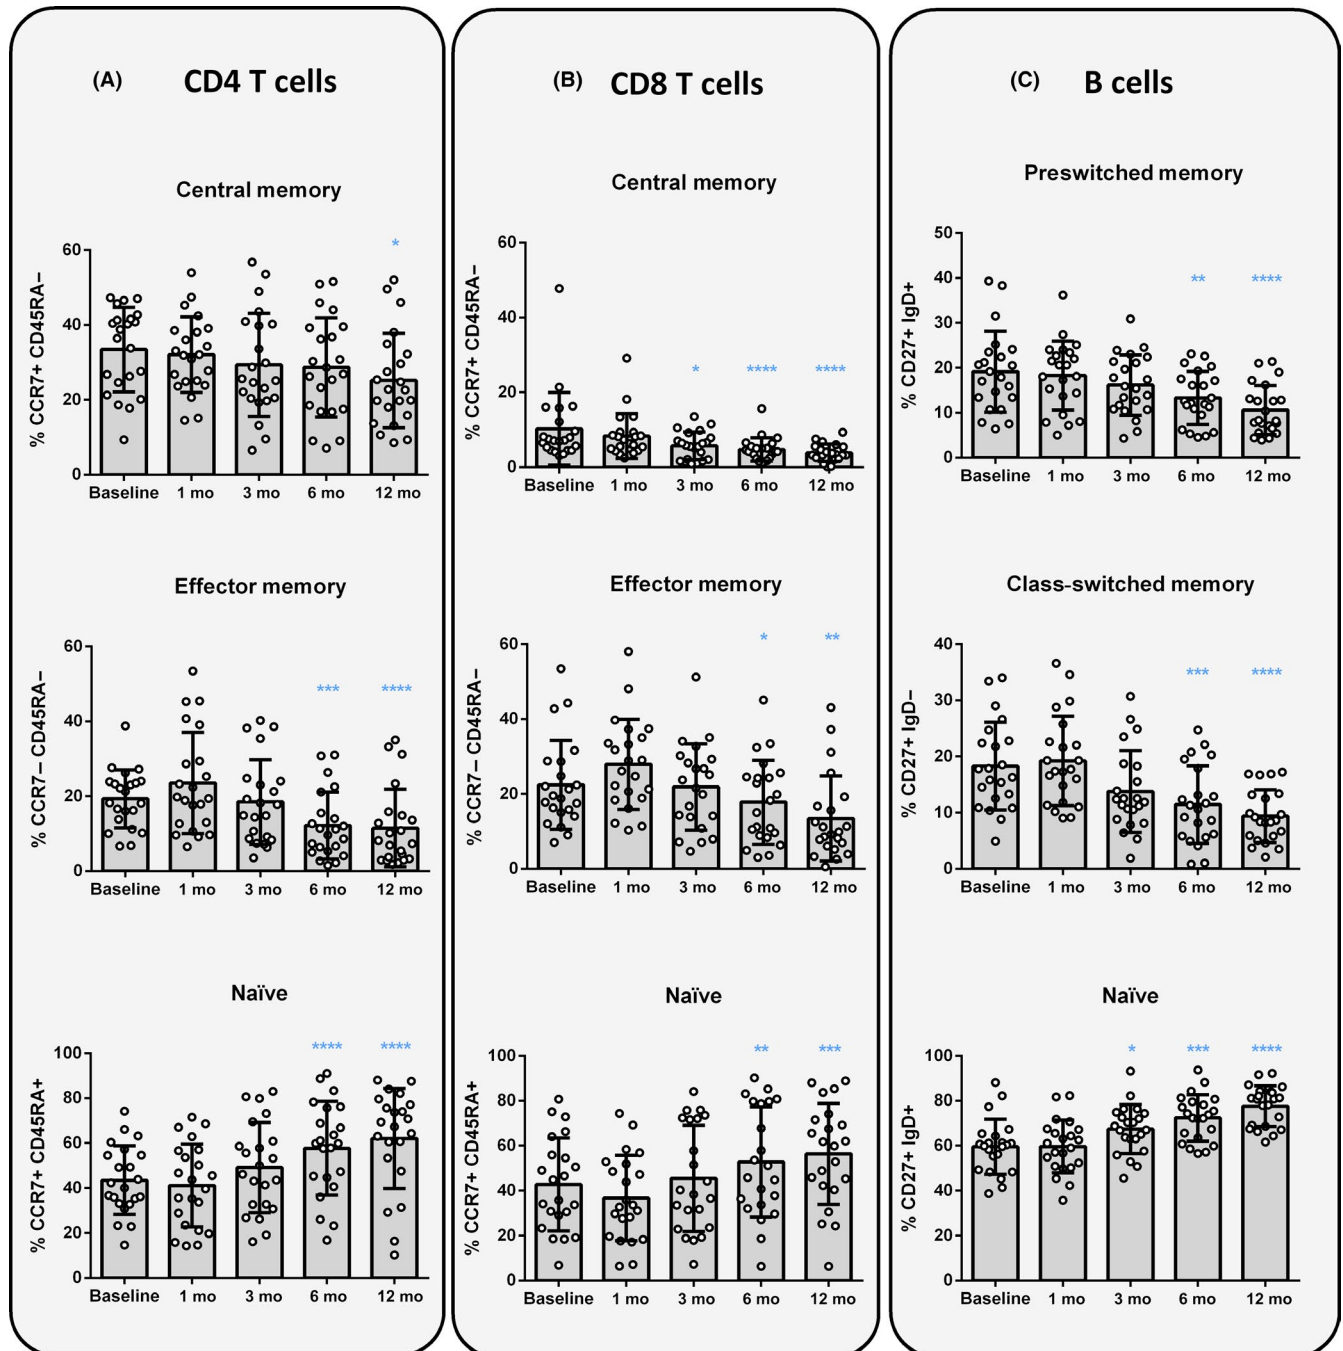 (A) CD4 T cells
Central memory
% CCR7+ CD45RA−
60
40
20
0
*
Baseline 1 mo 3 mo 6 mo 12 mo
Effector memory
% CCR7− CD45RA−
60
40
20
0
*** ****
Baseline 1 mo 3 mo 6 mo 12 mo
Naïve
% CCR7+ CD45RA+
100
80
60
40
20
0
**** ****
Baseline 1 mo 3 mo 6 mo 12 mo
(B) CD8 T cells
Central memory
% CCR7+ CD45RA−
60
40
20
0
* **** ****
Baseline 1 mo 3 mo 6 mo 12 mo
Effector memory
% CCR7− CD45RA−
60
40
20
0
* **
Baseline 1 mo 3 mo 6 mo 12 mo
Naïve
% CCR7+ CD45RA+
100
80
60
40
20
0
** ***
Baseline 1 mo 3 mo 6 mo 12 mo
(C) B cells
Preswitched memory
% CD27+ IgD+
50
40
30
20
10
0
** ****
Baseline 1 mo 3 mo 6 mo 12 mo
Class-switched memory
% CD27+ IgD−
40
30
20
10
0
*** ****
Baseline 1 mo 3 mo 6 mo 12 mo
Naïve
% CD27+ IgD+
100
80
60
40
20
0
* *** ****
Baseline 1 mo 3 mo 6 mo 12 mo